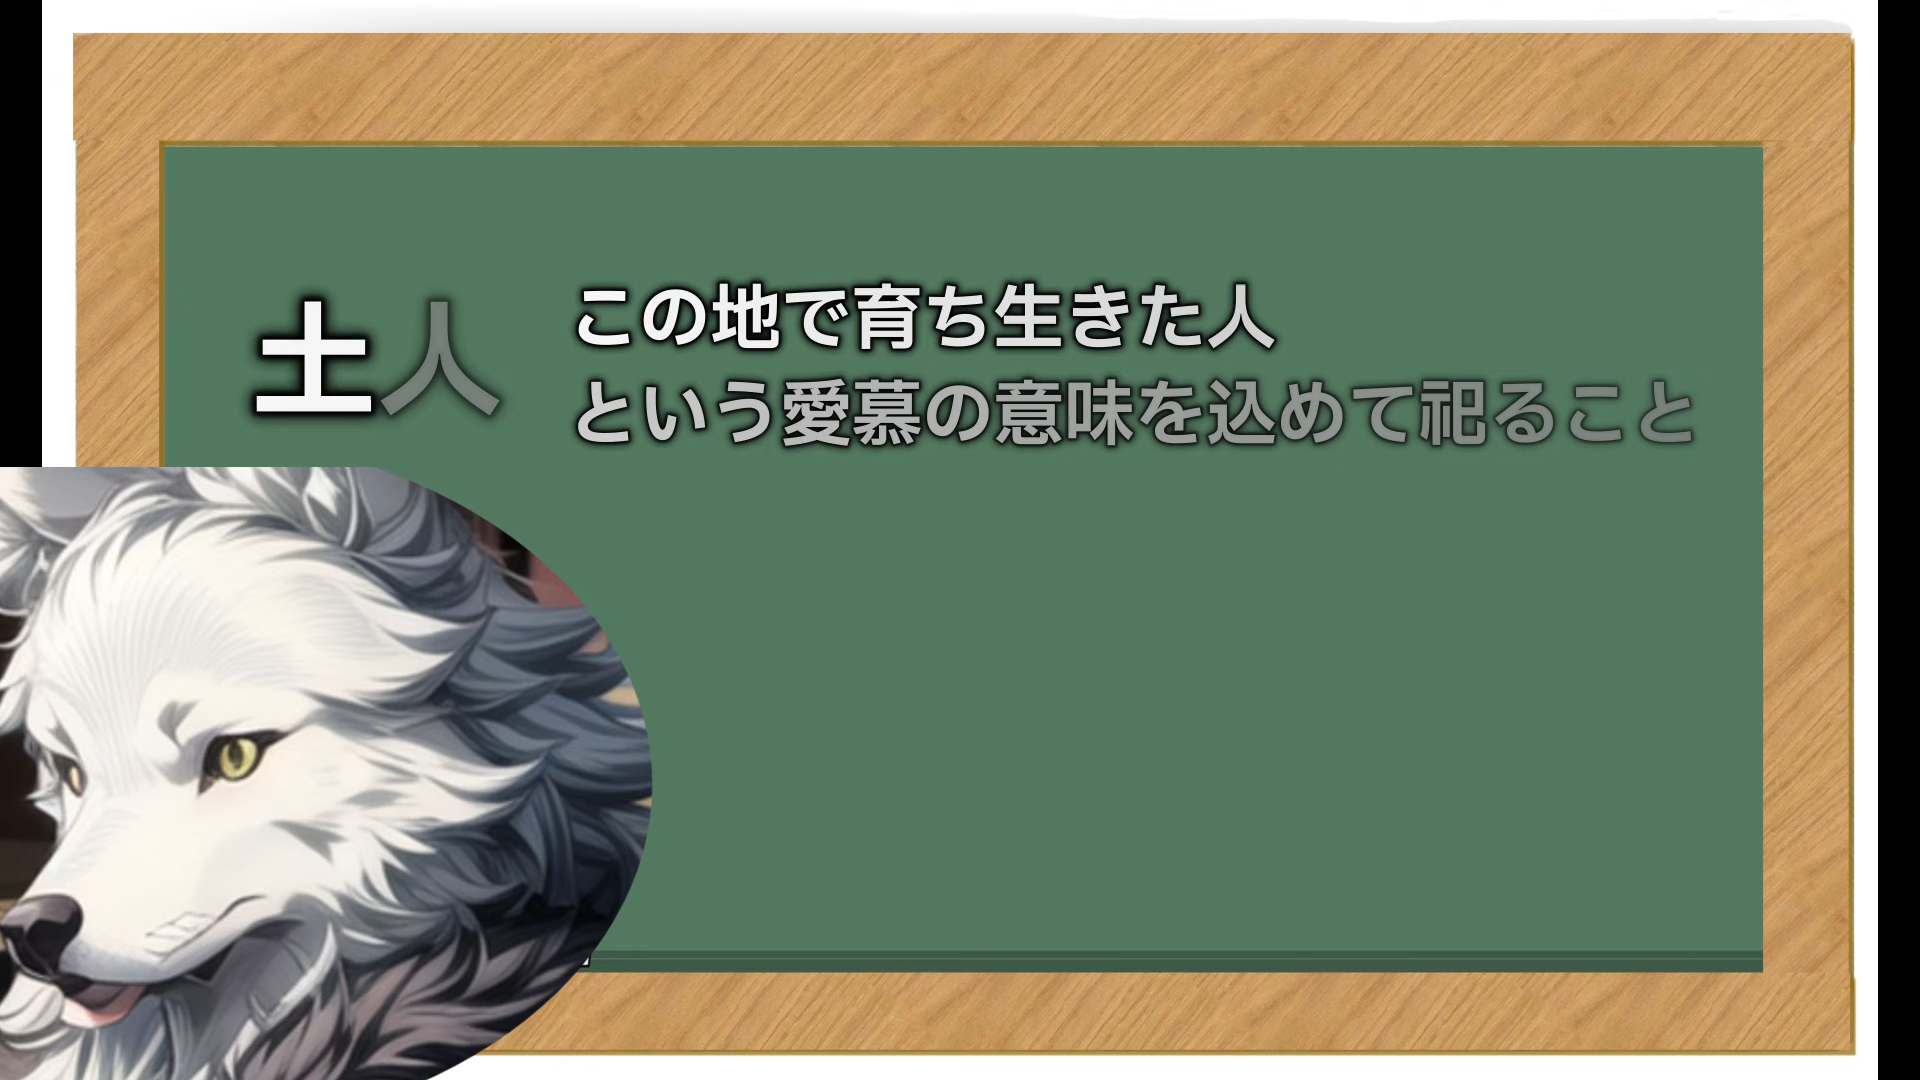 土人
この地で育ち生きた人
という愛慕の意味を込めて祀ること